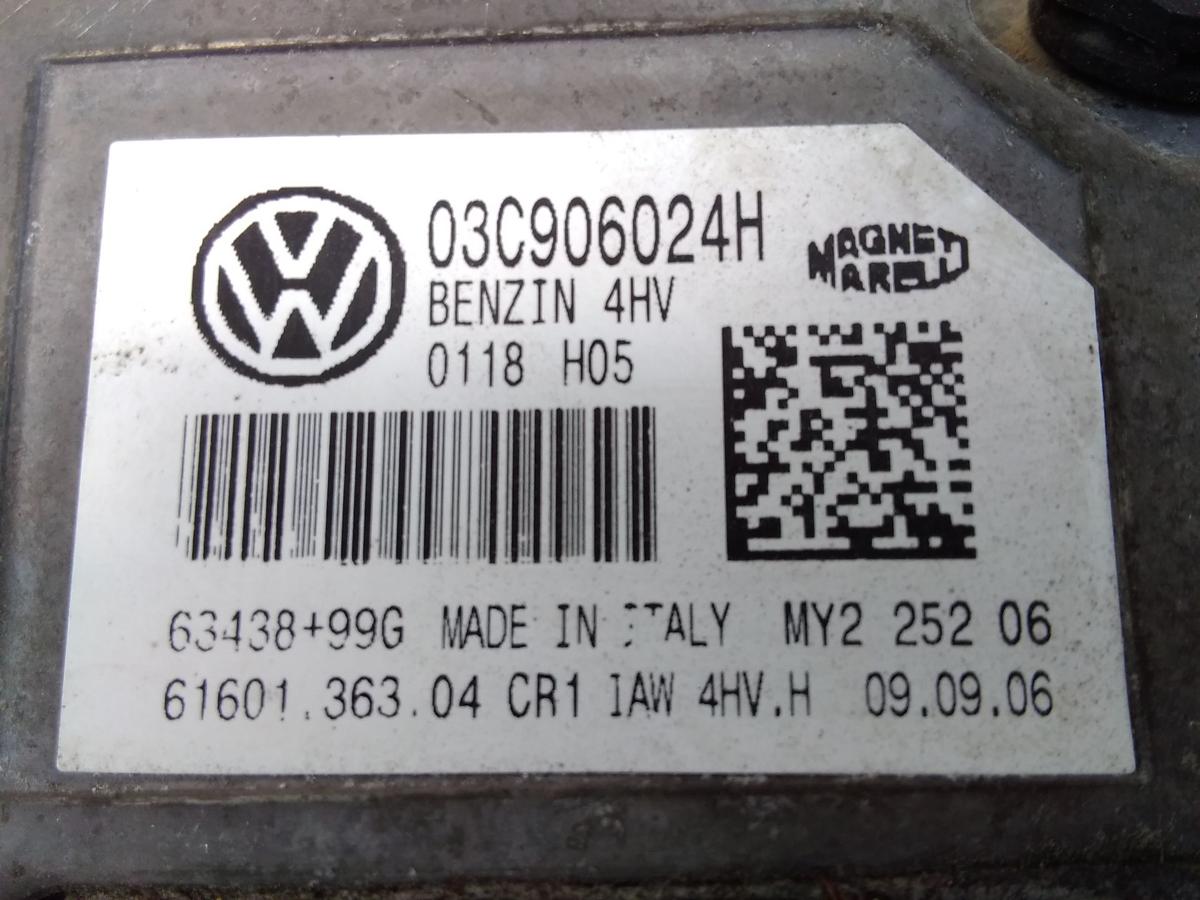 03C906024H
MAGNETI
MARELLI
BENZIN 4HV
0118 H05
63438+99G MADE IN ITALY MY2 252 06
61601.363.04 CR1 IAW 4HV.H 09.09.06